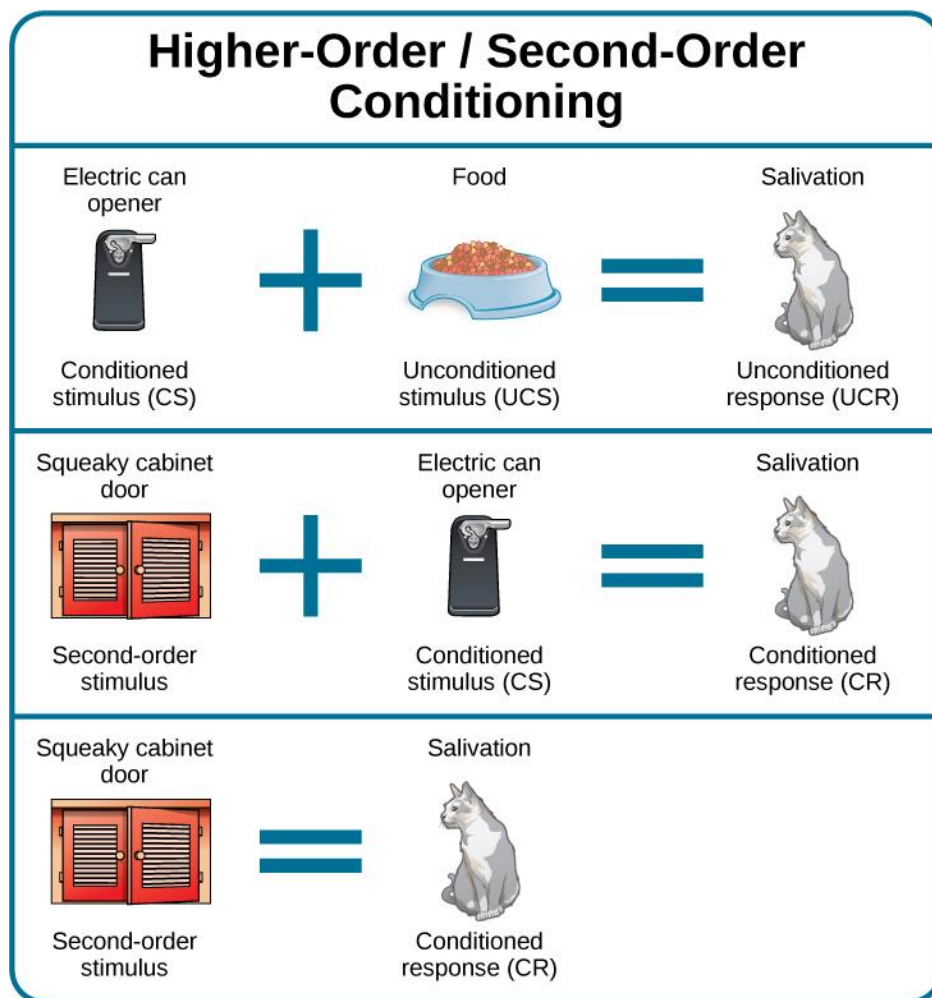 Higher-Order / Second-Order
Conditioning
Electric can
opener
Food
Salivation
Conditioned
stimulus (CS)
Unconditioned
stimulus (UCS)
Unconditioned
response (UCR)
Squeaky cabinet
door
Electric can
opener
Salivation
Second-order
stimulus
Conditioned
stimulus (CS)
Conditioned
response (CR)
Squeaky cabinet
door
Salivation
Second-order
stimulus
Conditioned
response (CR)